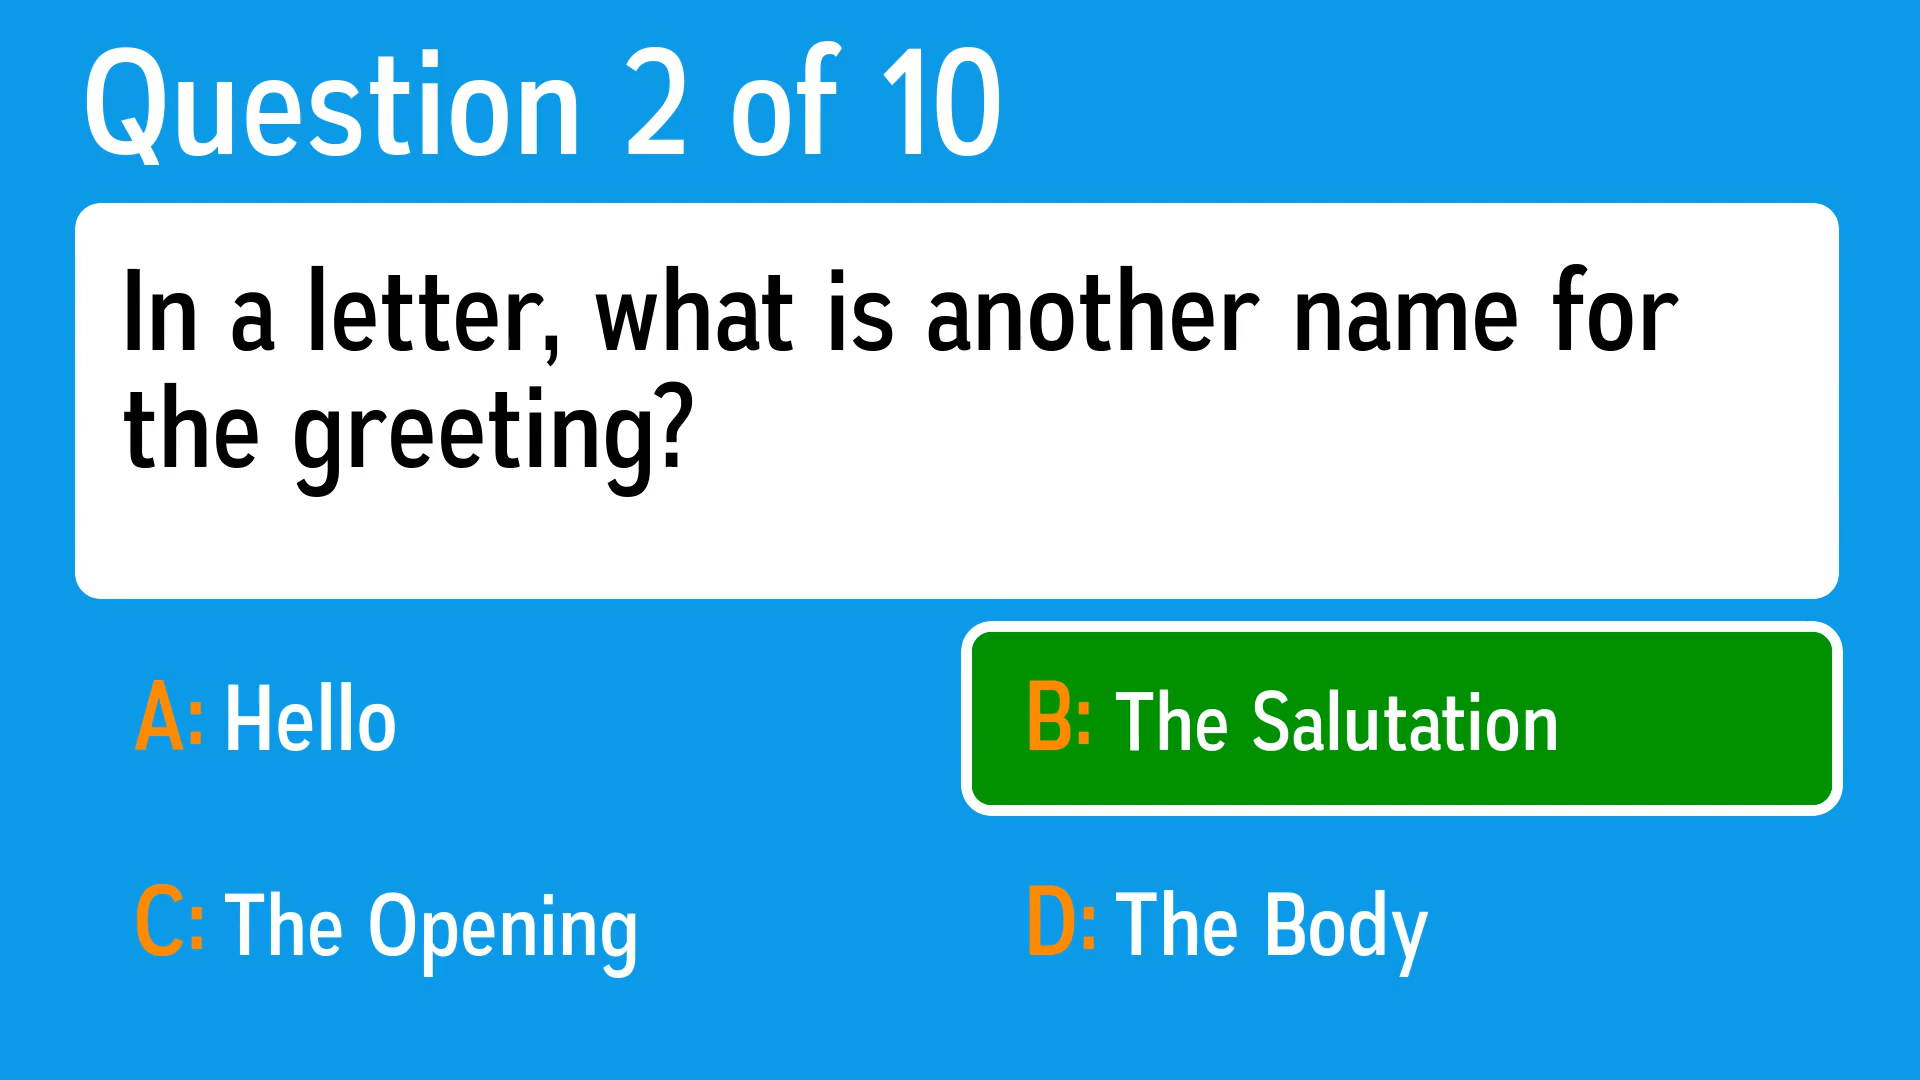 Question 2 of 10
In a letter, what is another name for
the greeting?
A: Hello
B: The Salutation
C: The Opening
D: The Body